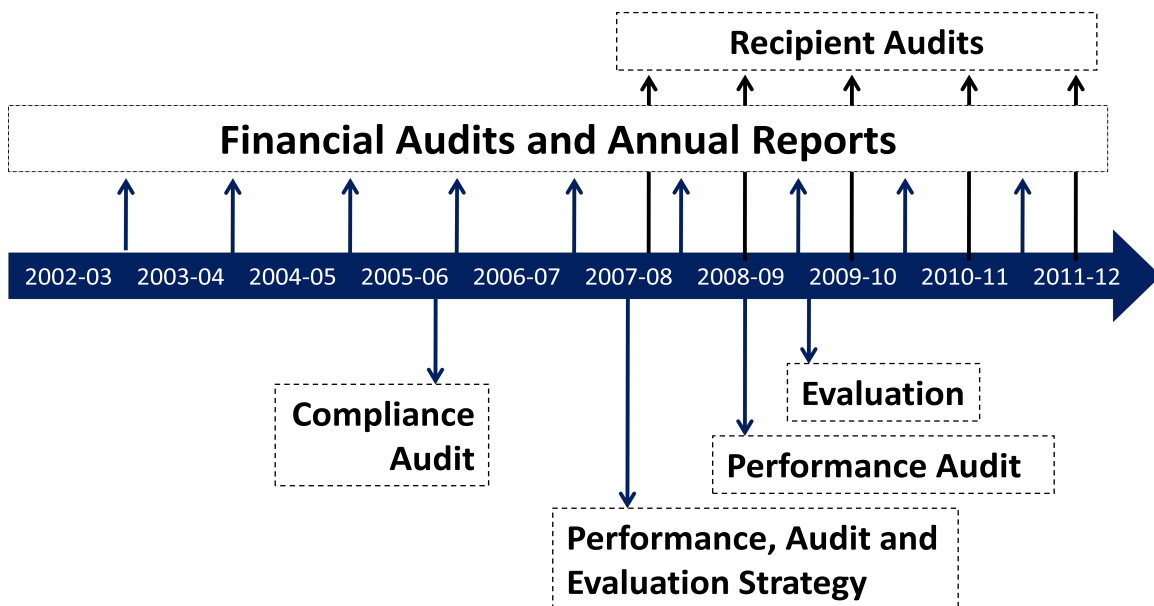 Recipient Audits
Financial Audits and Annual Reports
2002-03 2003-04 2004-05 2005-06 2006-07 2007-08 2008-09 2009-10 2010-11 2011-12
Evaluation
Compliance
Audit
Performance Audit
Performance, Audit and
Evaluation Strategy